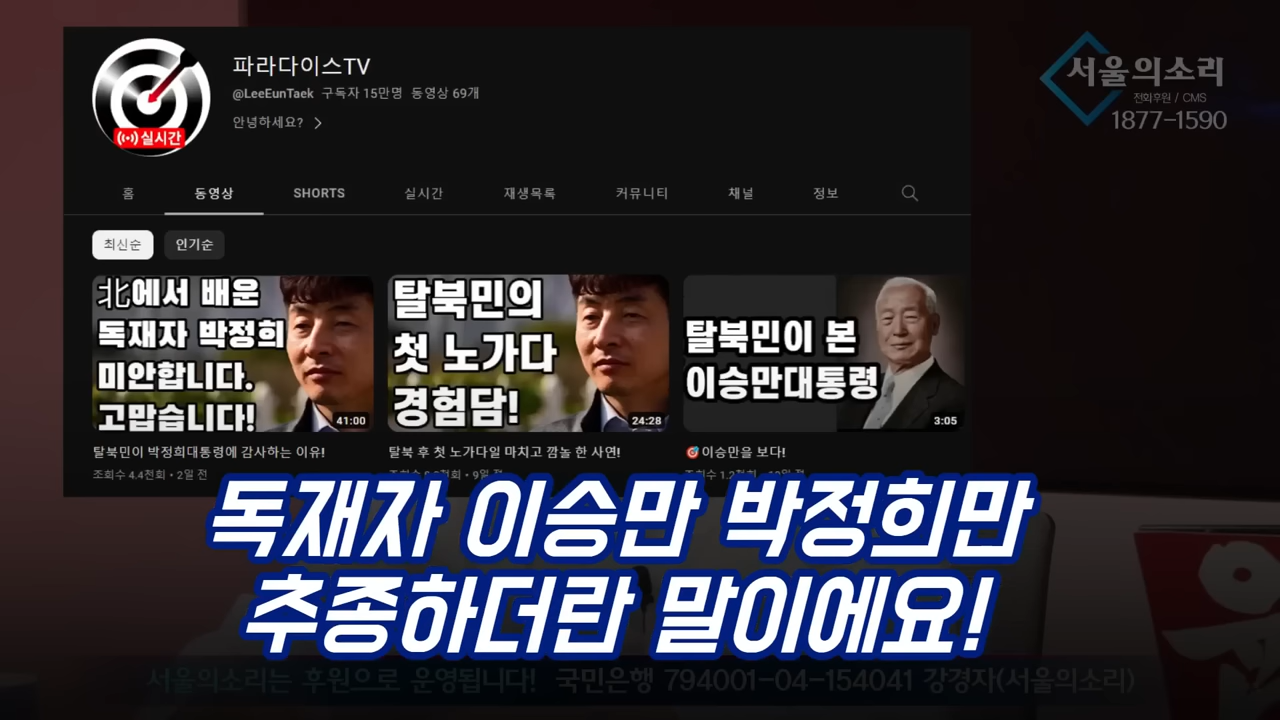 파라다이스TV
@LeeEunTaek 구독자 15만명 동영상 69개
안녕하세요?
실시간
홈 동영상 SHORTS 실시간 재생목록 커뮤니티 채널 정보
최신순 인기순
北에서 배운
독재자 박정희
미안합니다.
고맙습니다!
41:00
탈북민의
첫 노가다
경험담!
24:28
탈북민이 본
이승만대통령
3:05
탈북민이 박정희대통령에 감사하는 이유!
조회수 4.4천회 • 2일 전
탈북 후 첫 노가다일 마치고 깜놀 한 사연!
🎯이승만을 보다!
서울의소리
전화후원 / CMS
1877-1590
독재자 이승만 박정희만
추종하더란 말이에요!
서울의소리는 후원으로 운영됩니다! 국민은행 794001-04-154041 강경자(서울의소리)